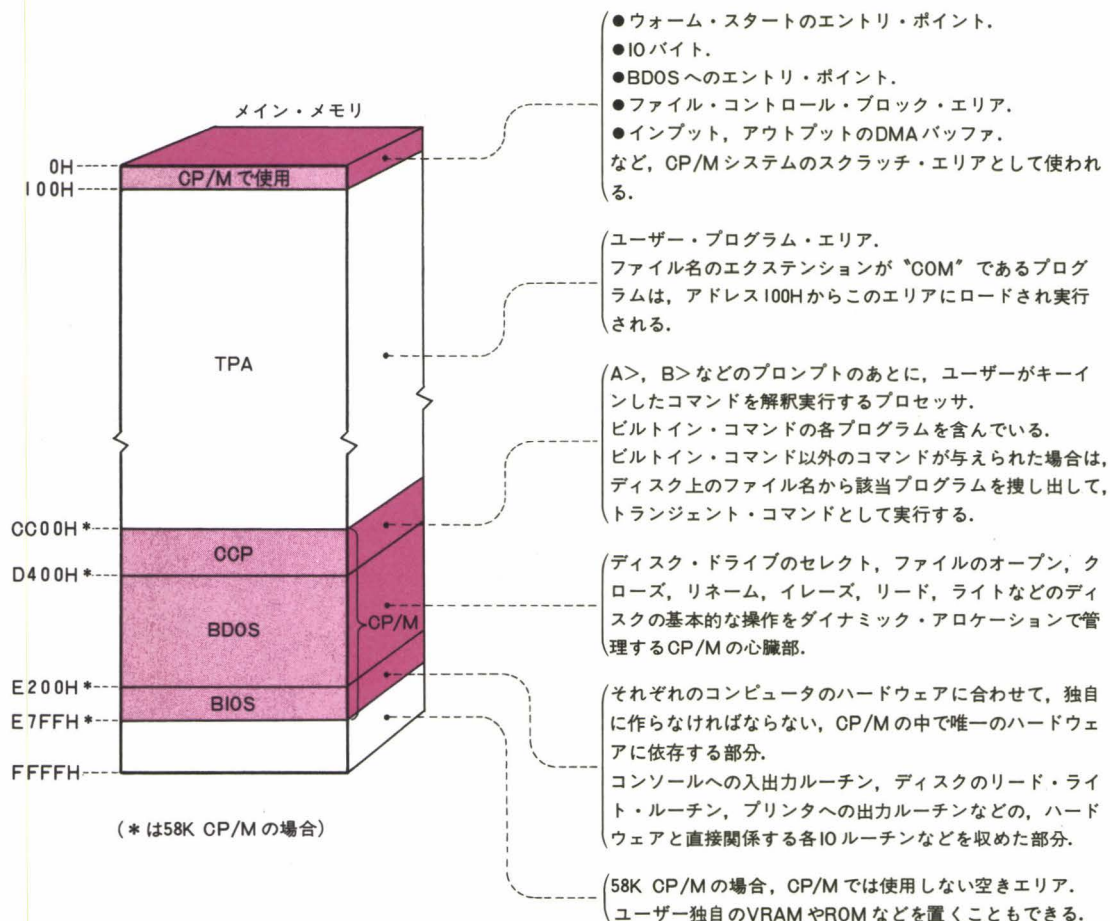 メイン・メモリ
0H
100H
CP/Mで使用
TPA
CC00H*
CCP
D400H*
BDOS
CP/M
E200H*
BIOS
E7FFH*
FFFFH
(*は58K CP/Mの場合)
●ウォーム・スタートのエントリ・ポイント.
●IOバイト.
●BDOSへのエントリ・ポイント.
●ファイル・コントロール・ブロック・エリア.
●インプット,アウトプットのDMAバッファ.
など,CP/Mシステムのスクラッチ・エリアとして使われ
る.
ユーザー・プログラム・エリア.
ファイル名のエクステンションが〝COM〞であるプログ
ラムは,アドレス100Hからこのエリアにロードされ実行
される.
A>,B>などのプロンプトのあとに,ユーザーがキーイ
ンしたコマンドを解釈実行するプロセッサ.
ビルトイン・コマンドの各プログラムを含んでいる.
ビルトイン・コマンド以外のコマンドが与えられた場合は,
ディスク上のファイル名から該当プログラムを捜し出して,
トランジェント・コマンドとして実行する.
ディスク・ドライブのセレクト,ファイルのオープン,ク
ローズ,リネーム,イレーズ,リード,ライトなどのディ
スクの基本的な操作をダイナミック・アロケーションで管
理するCP/Mの心臓部.
それぞれのコンピュータのハードウェアに合わせて,独自
に作らなければならない,CP/Mの中で唯一のハードウェ
アに依存する部分.
コンソールへの入出力ルーチン,ディスクのリード・ライ
ト・ルーチン,プリンタへの出力ルーチンなどの,ハード
ウェアと直接関係する各IOルーチンなどを収めた部分.
58K CP/Mの場合,CP/Mでは使用しない空きエリア.
ユーザー独自のVRAMやROMなどを置くこともできる.